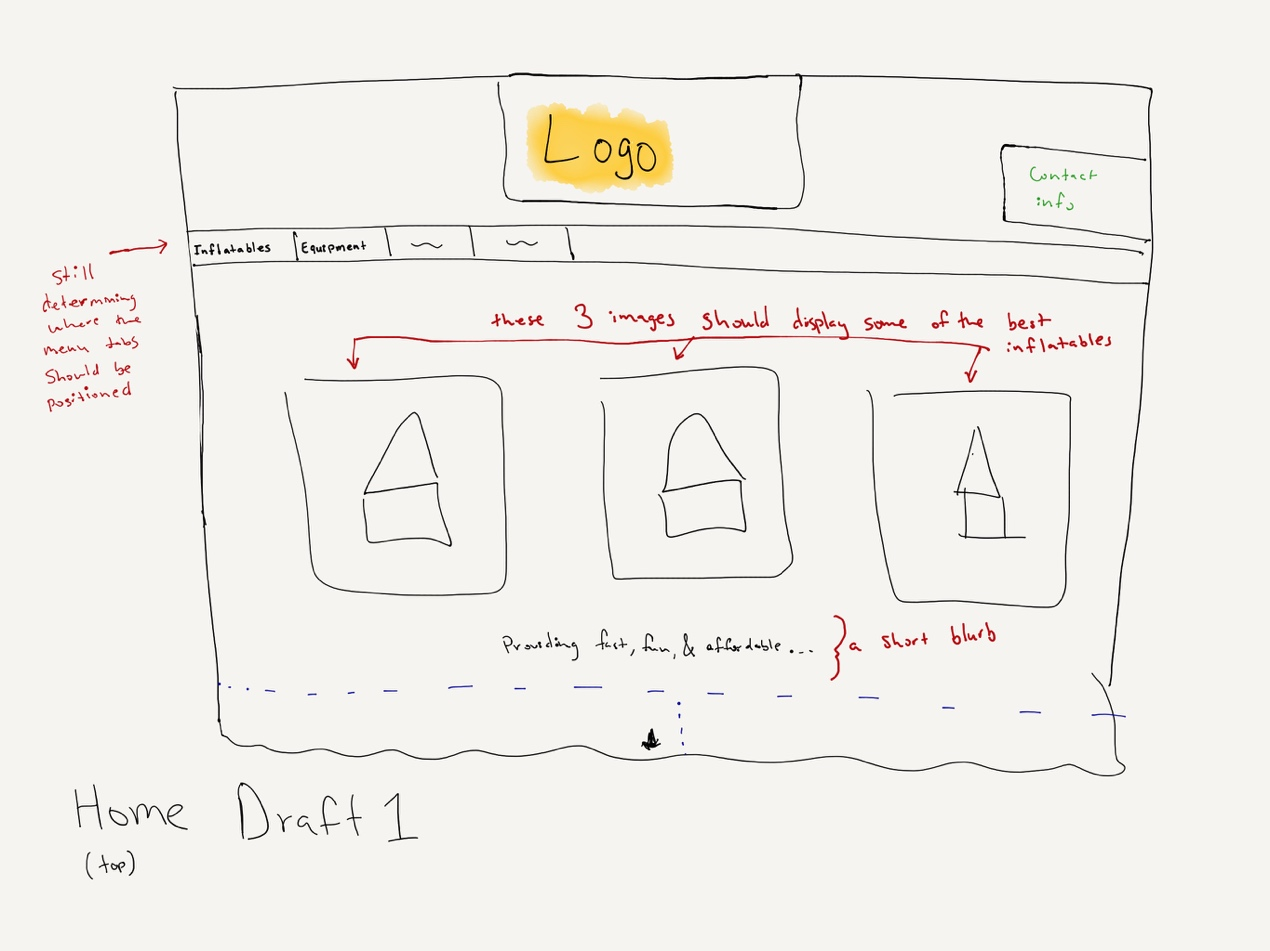 Logo
Contact
info
Inflatables
Equipment
still
determining
where the
menu tabs
should be
positioned
these 3 images should display some of the best
inflatables
Providing fast, fun, & affordable...
a short blurb
Home Draft 1
(top)